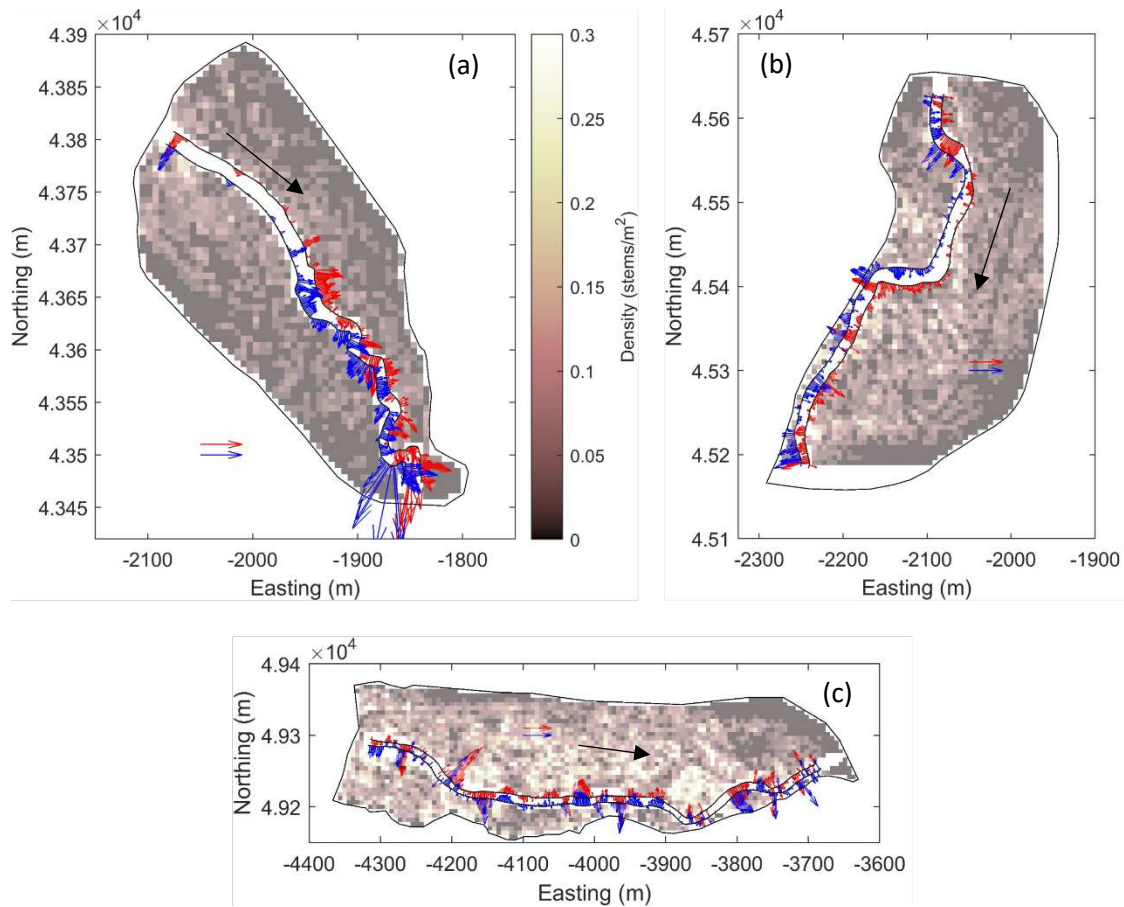 ×10⁴
(a)
4.39
4.385
4.38
4.375
4.37
4.365
4.36
4.355
4.35
4.345
Northing (m)
-2100 -2000 -1900 -1800
Easting (m)
0.3
0.25
0.2
0.15
0.1
0.05
0
Density (stems/m²)
×10⁴
(b)
4.57
4.56
4.55
4.54
4.53
4.52
4.51
Northing (m)
-2300 -2200 -2100 -2000 -1900
Easting (m)
×10⁴
(c)
4.94
4.93
4.92
Northing (m)
-4400 -4300 -4200 -4100 -4000 -3900 -3800 -3700 -3600
Easting (m)